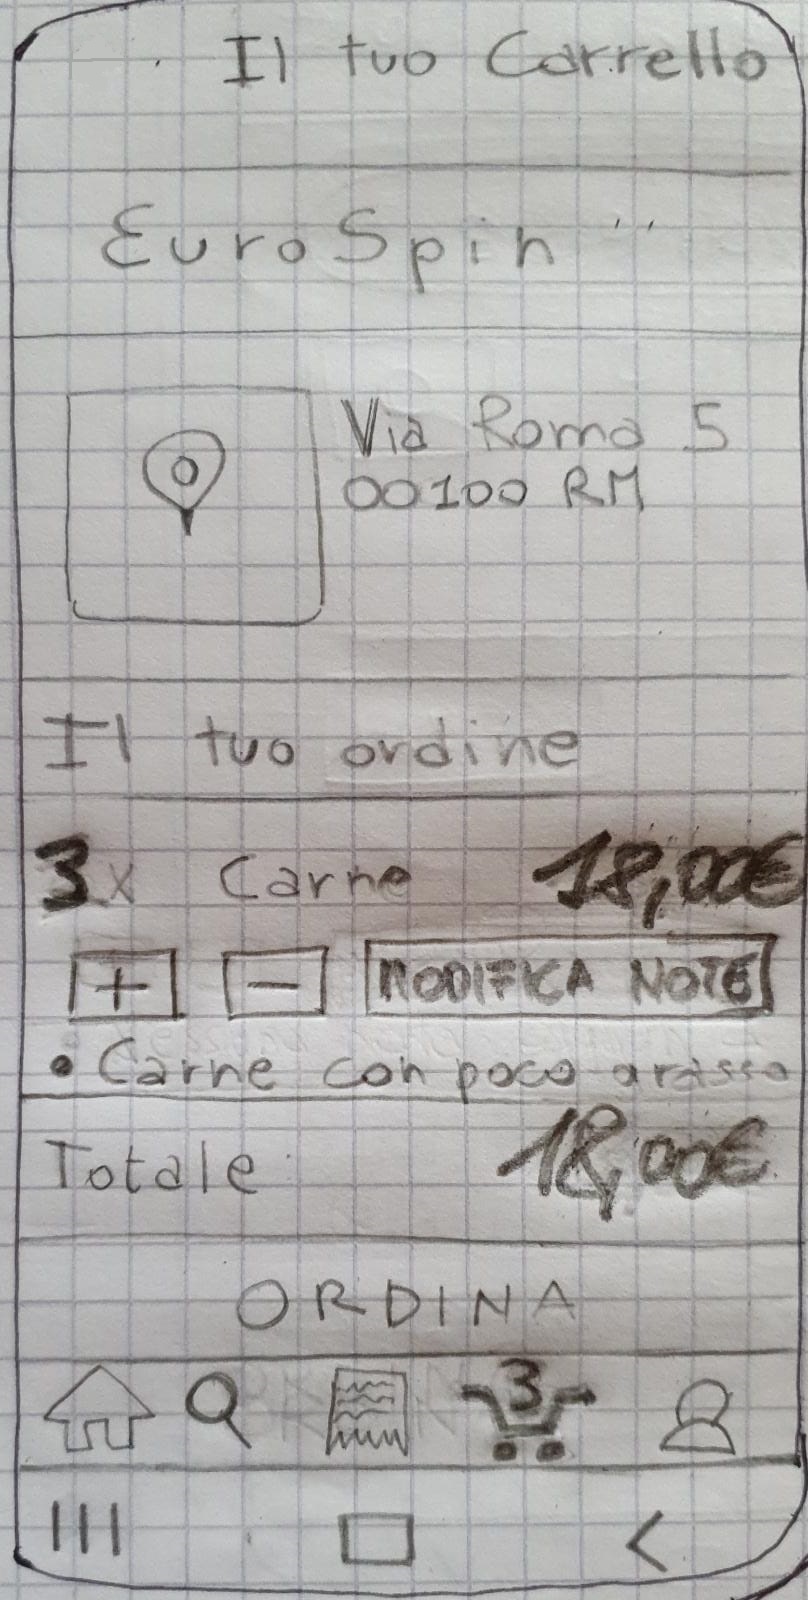 Il tuo Carrello
EuroSpin
Via Roma 5
00100 RM
Il tuo ordine
3x Carne 18,00€
+ - MODIFICA NOTE
• Carne con poco grasso
Totale 18,00€
ORDINA
3